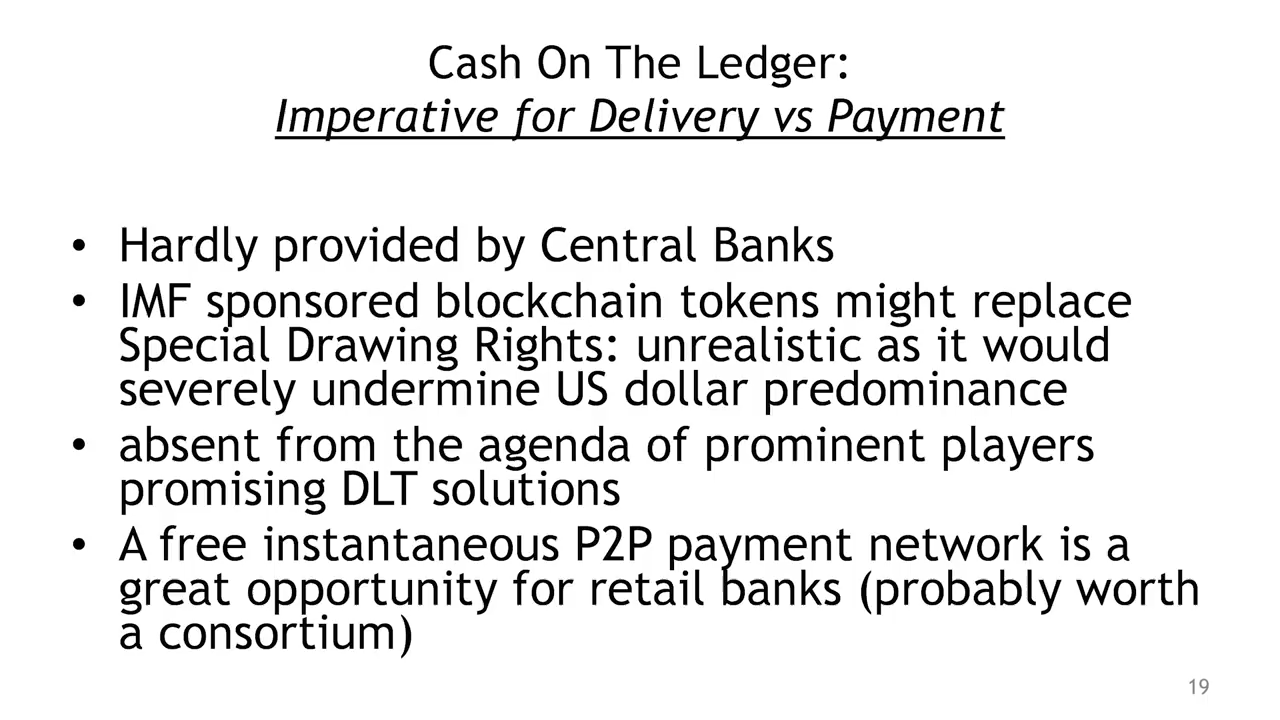 Cash On The Ledger:
Imperative for Delivery vs Payment
• Hardly provided by Central Banks
• IMF sponsored blockchain tokens might replace
Special Drawing Rights: unrealistic as it would
severely undermine US dollar predominance
• absent from the agenda of prominent players
promising DLT solutions
• A free instantaneous P2P payment network is a
great opportunity for retail banks (probably worth
a consortium)
19